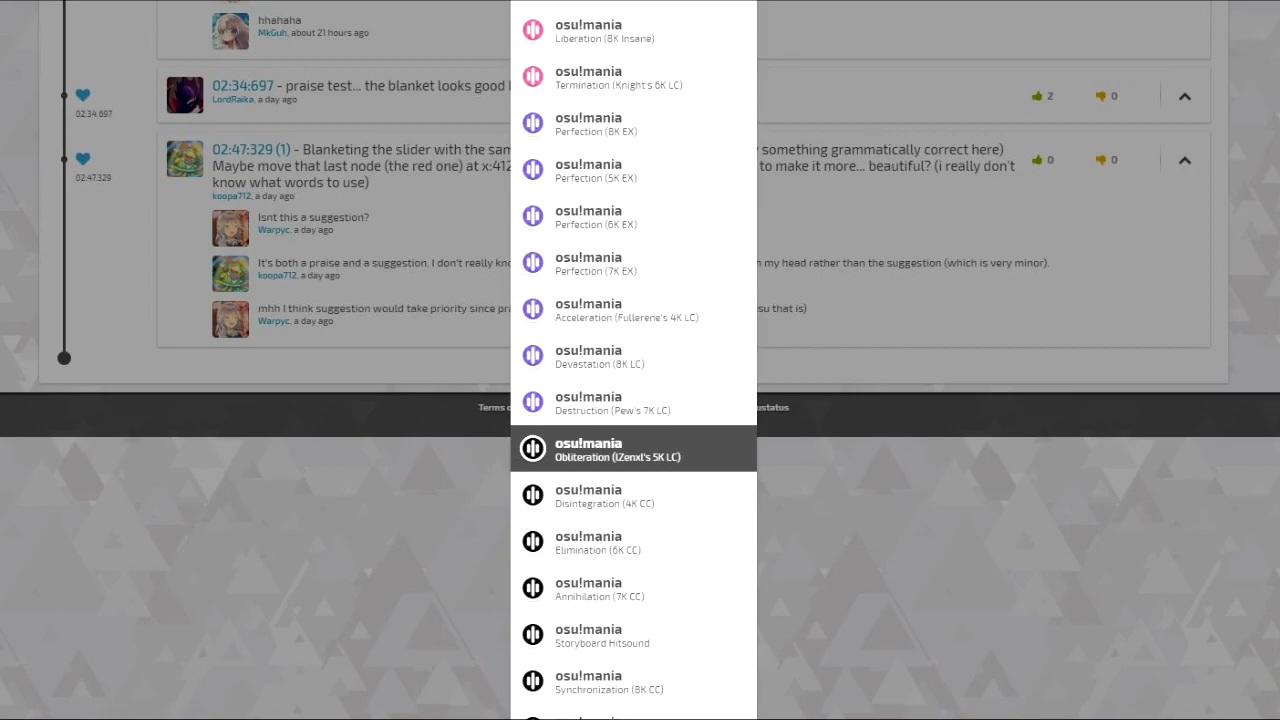 hhahaha
MkGuh, about 21 hours ago
02:34:697 - praise test... the blanket looks good
LordRaika, a day ago
2
0
02:34.697
02:47:329 (1) - Blanketing the slider with the
something grammatically correct here)
Maybe move that last node (the red one) at x:412
to make it more... beautiful? (i really don't
know what words to use)
koopa712, a day ago
0
0
02:47.329
Isnt this a suggestion?
Warpyc, a day ago
It's both a praise and a suggestion. I don't really
my head rather than the suggestion (which is very minor).
koopa712, a day ago
mhh I think suggestion would take priority since
that is)
Warpyc, a day ago
Terms
osu!mania
Liberation (8K Insane)
osu!mania
Termination (Knight's 6K LC)
osu!mania
Perfection (8K EX)
osu!mania
Perfection (5K EX)
osu!mania
Perfection (6K EX)
osu!mania
Perfection (7K EX)
osu!mania
Acceleration (Fullerene's 4K LC)
osu!mania
Devastation (8K LC)
osu!mania
Destruction (Pew's 7K LC)
osu!mania
Obliteration (lZenxl's 5K LC)
osu!mania
Disintegration (4K CC)
osu!mania
Elimination (6K CC)
osu!mania
Annihilation (7K CC)
osu!mania
Storyboard Hitsound
osu!mania
Synchronization (8K CC)